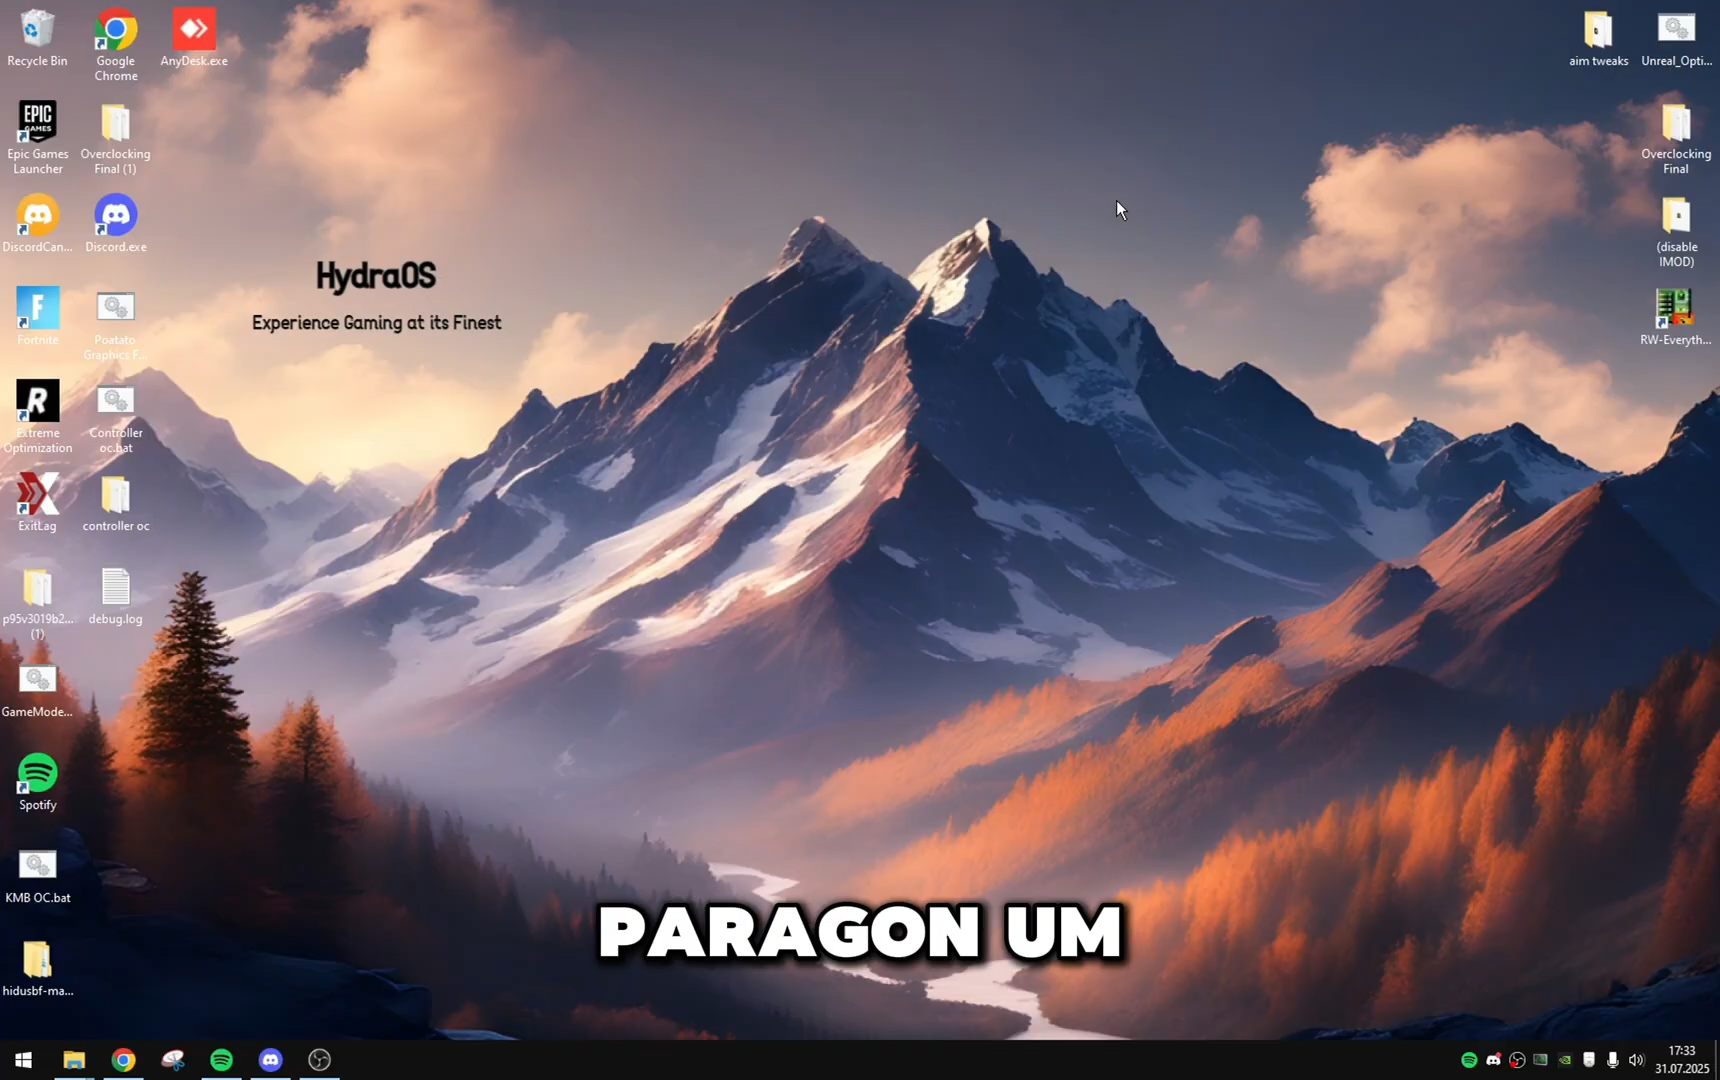 Recycle Bin
Google
Chrome
AnyDesk.exe
aim tweaks
Unreal_Opti...
EPIC
GAMES
Epic Games
Launcher
Overclocking
Final (1)
Overclocking
Final
DiscordCan...
Discord.exe
(disable
IMOD)
HydraOS
Experience Gaming at its Finest
F
Fortnite
Poatato
Graphics F...
RW-Everyth...
R
Extreme
Optimization
Controller
oc.bat
ExitLag
controller oc
p95v3019b2...
(1)
debug.log
GameMode...
Spotify
KMB OC.bat
PARAGON UM
hidusbf-ma...
17:33
31.07.2025